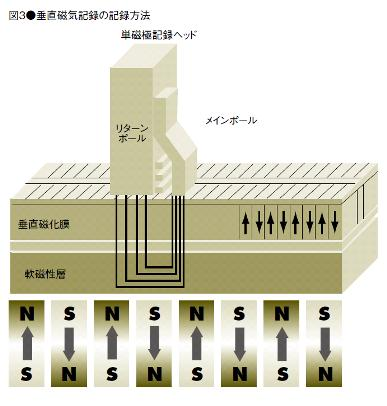 図3●垂直磁気記録の記録方法
単磁極記録ヘッド
リターン
ポール
メインポール
垂直磁化膜
軟磁性層
N S N S N S N S
S N S N S N S N